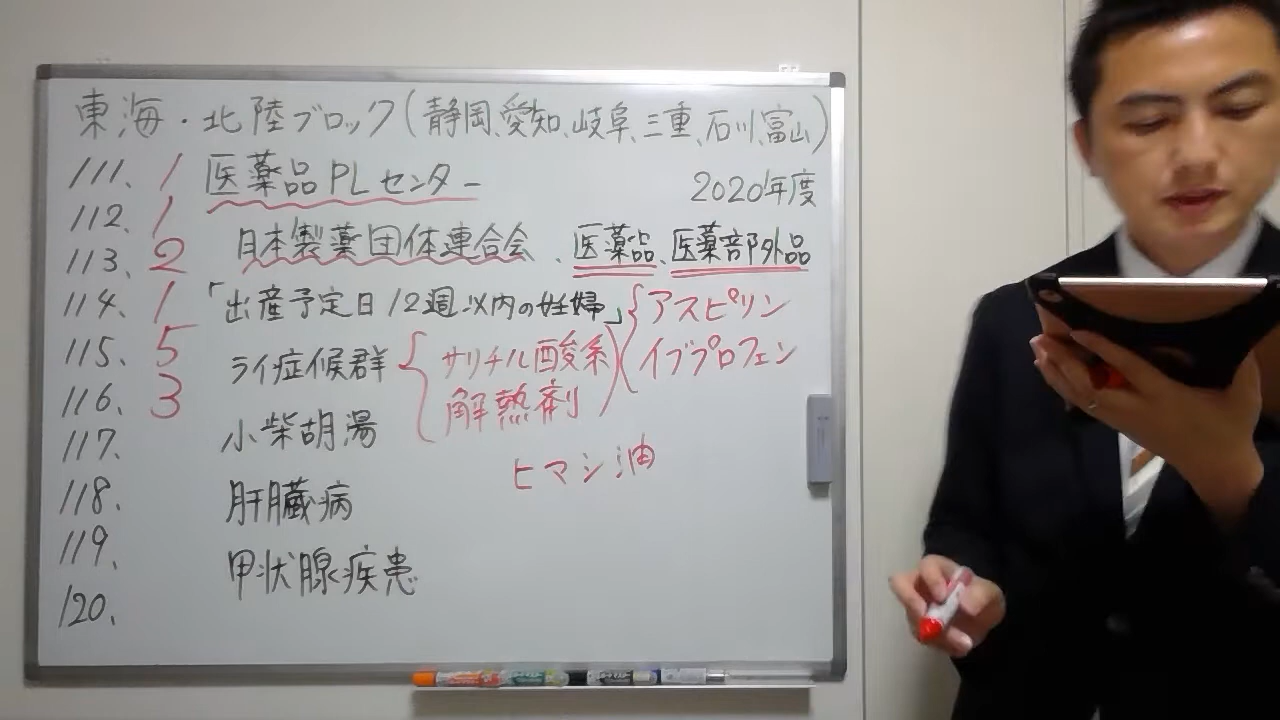 東海・北陸ブロック(静岡、愛知、岐阜、三重、石川、富山)
111. 1 医薬品PLセンター 2020年度
112. 1
113. 2 日本製薬団体連合会、医薬品、医薬部外品
114. 1 「出産予定日12週以内の妊婦」{アスピリン
115. 5 ライ症候群{サリチル酸系(イブプロフェン
116. 3 解熱剤)
117. 小柴胡湯
ヒマシ油
118. 肝臓病
119. 甲状腺疾患
120.